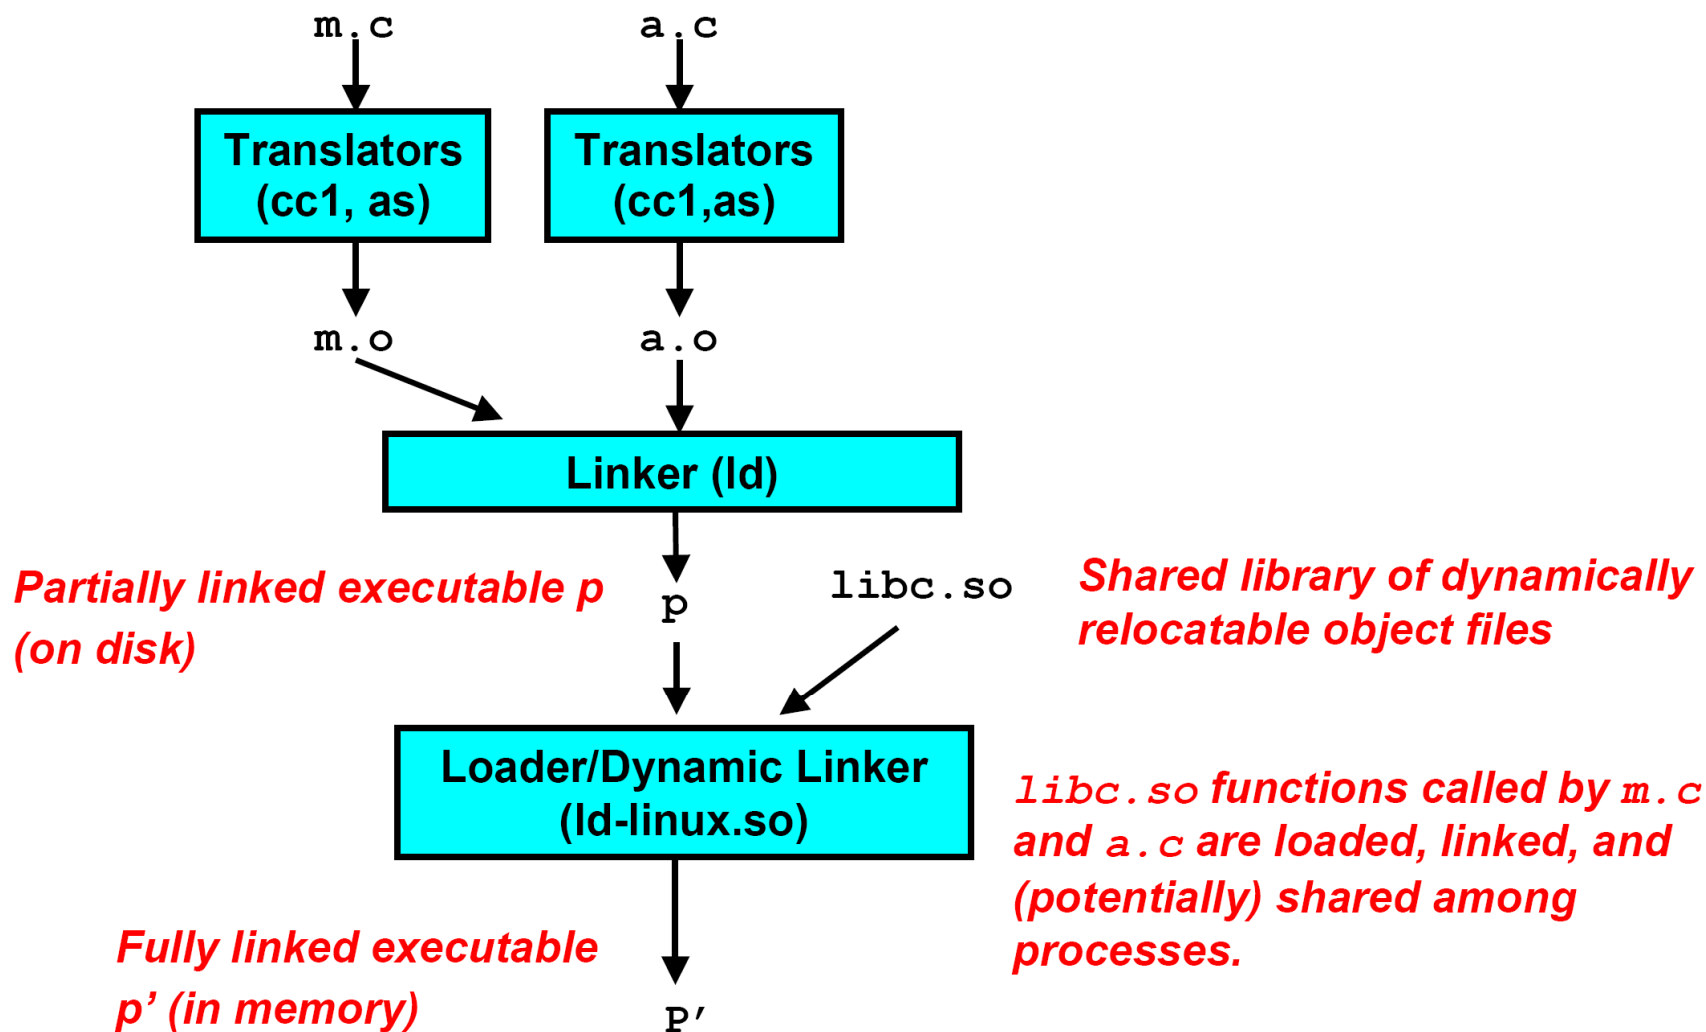 m.c
a.c
Translators
(cc1, as)
Translators
(cc1,as)
m.o
a.o
Linker (ld)
Partially linked executable p
(on disk)
p
libc.so
Shared library of dynamically
relocatable object files
Loader/Dynamic Linker
(ld-linux.so)
libc.so functions called by m.c
and a.c are loaded, linked, and
(potentially) shared among
processes.
Fully linked executable
p’ (in memory)
P′